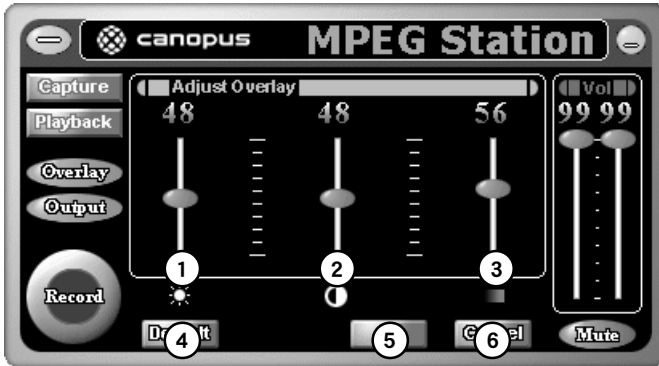 canopus MPEG Station
Capture
Playback
Overlay
Output
Record
Adjust Overlay
48 48 56
Vol
99 99
1 2 3
4 5 6
Mute